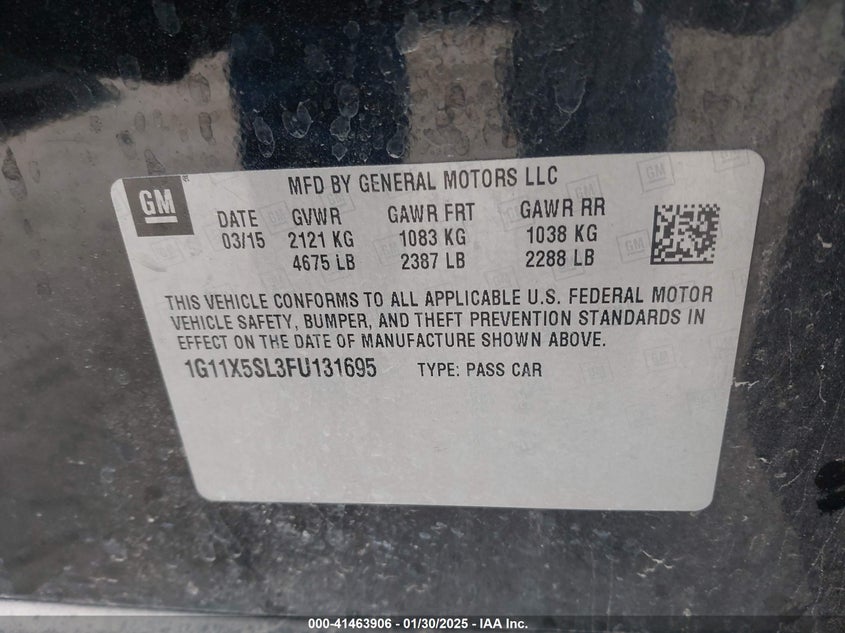 GM
MFD BY GENERAL MOTORS LLC
DATE GVWR GAWR FRT GAWR RR
03/15 2121 KG 1083 KG 1038 KG
4675 LB 2387 LB 2288 LB
THIS VEHICLE CONFORMS TO ALL APPLICABLE U.S. FEDERAL MOTOR
VEHICLE SAFETY, BUMPER, AND THEFT PREVENTION STANDARDS IN
EFFECT ON THE DATE OF MANUFACTURE SHOWN ABOVE.
1G11X5SL3FU131695 TYPE: PASS CAR
000-41463906 — 01/30/2025 — IAA Inc.